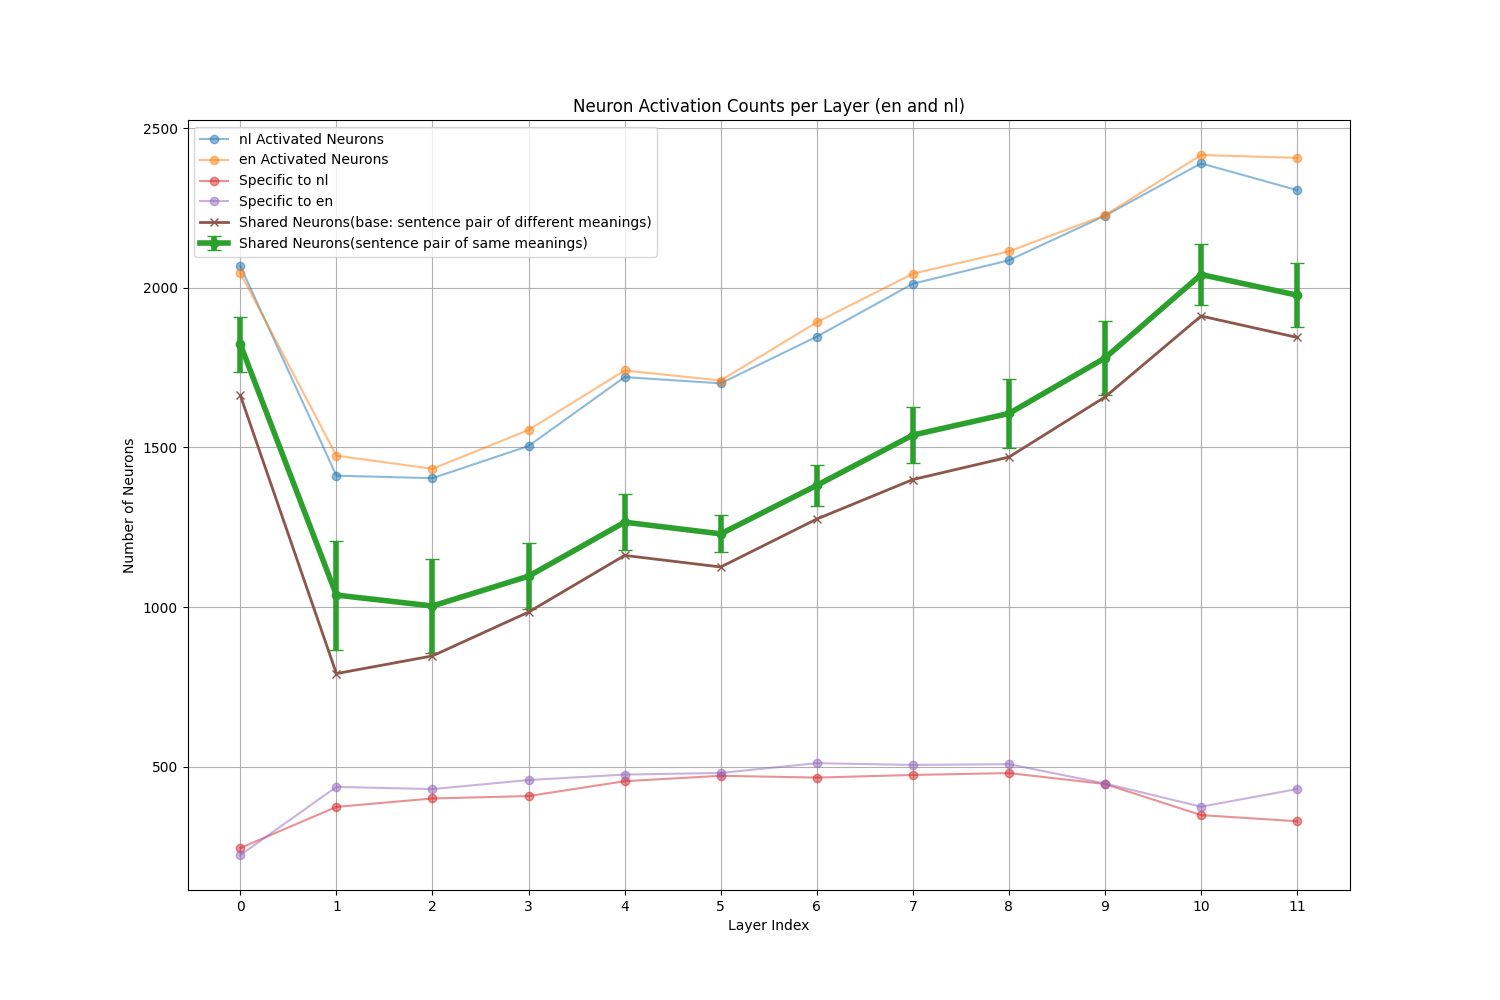 Neuron Activation Counts per Layer (en and nl)
nl Activated Neurons
en Activated Neurons
Specific to nl
Specific to en
Shared Neurons(base: sentence pair of different meanings)
Shared Neurons(sentence pair of same meanings)
Number of Neurons
2500
2000
1500
1000
500
0 1 2 3 4 5 6 7 8 9 10 11
Layer Index